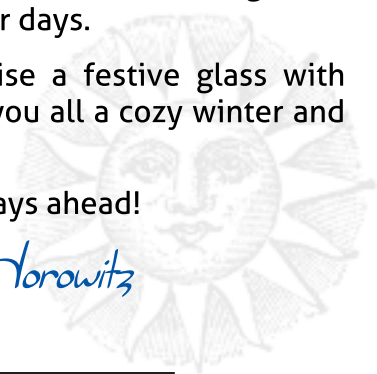 r days.
ise a festive glass with
you all a cozy winter and
ays ahead!
Horowitz